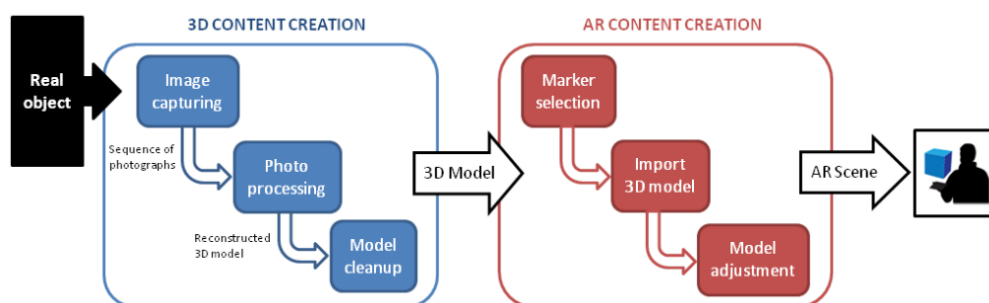 3D CONTENT CREATION
AR CONTENT CREATION
Real
object
Image
capturing
Sequence of
photographs
Photo
processing
Reconstructed
3D model
Model
cleanup
3D Model
Marker
selection
Import
3D model
Model
adjustment
AR Scene